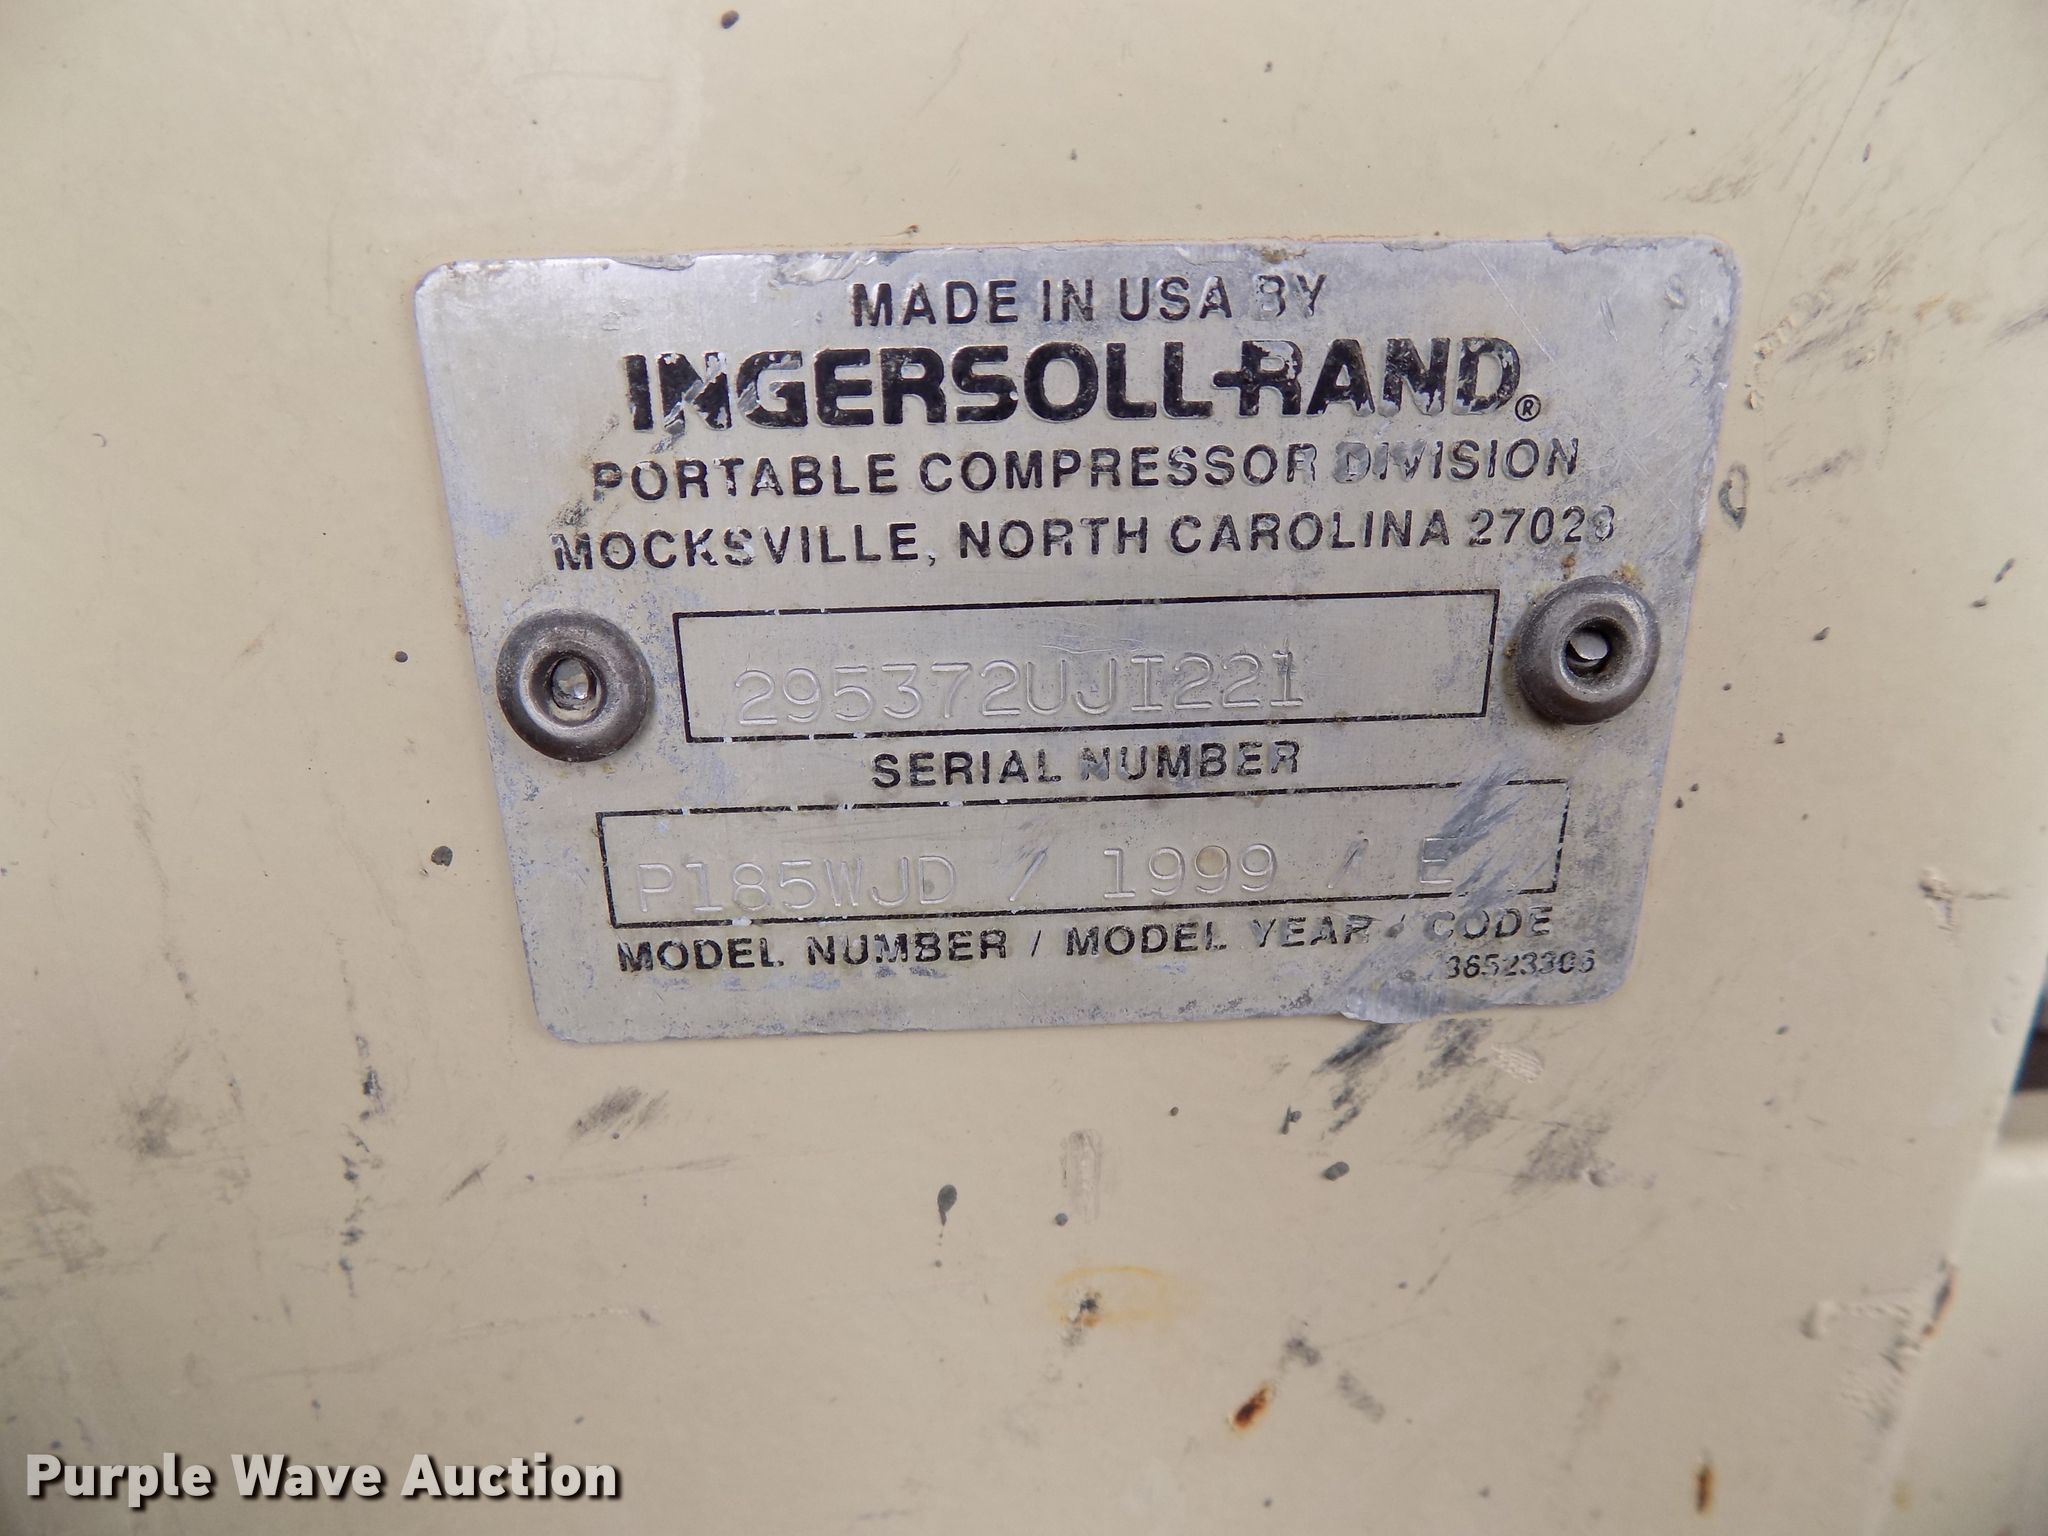 MADE IN USA BY
INGERSOLL-RAND®
PORTABLE COMPRESSOR DIVISION
MOCKSVILLE, NORTH CAROLINA 27028
295372UJI221
SERIAL NUMBER
P185WJD / 1999 / E
MODEL NUMBER / MODEL YEAR / CODE
36523306
Purple Wave Auction